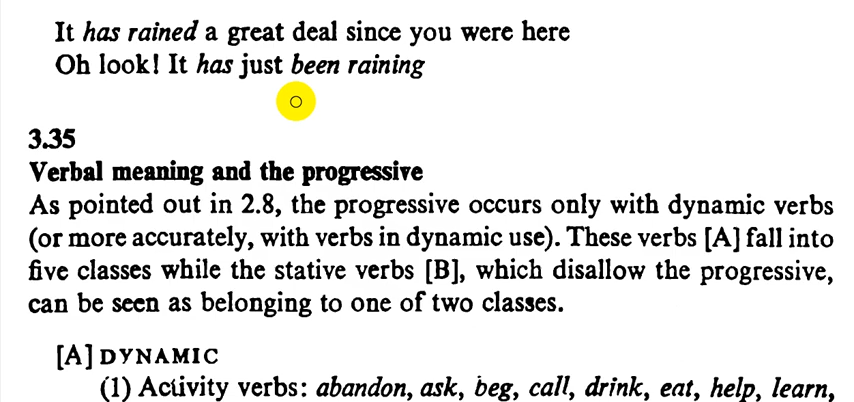 It has rained a great deal since you were here
Oh look! It has just been raining
3.35
Verbal meaning and the progressive
As pointed out in 2.8, the progressive occurs only with dynamic verbs
(or more accurately, with verbs in dynamic use). These verbs [A] fall into
five classes while the stative verbs [B], which disallow the progressive,
can be seen as belonging to one of two classes.
[A] DYNAMIC
(1) Activity verbs: abandon, ask, beg, call, drink, eat, help, learn,